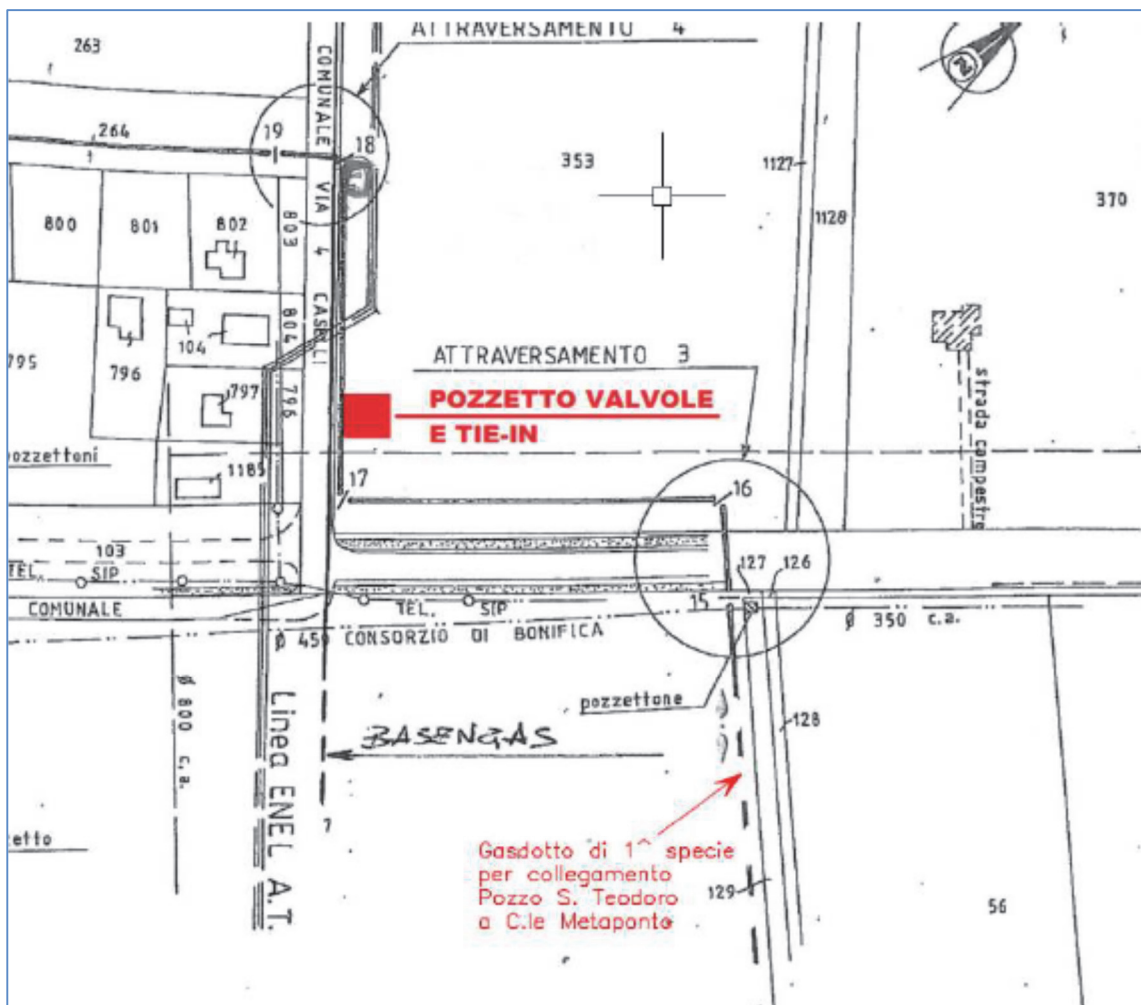 ATTRAVERSAMENTO 4
263
COMUNALE VIA 4 CASELLI
264
19
18
353
1127
1128
370
800
801
802
803
804
104
795
796
797
796
1185
ATTRAVERSAMENTO 3
POZZETTO VALVOLE
E TIE-IN
strada campestre
pozzettoni
17
16
103
TEL. SIP
COMUNALE
127
126
15
TEL. SIP
ø 450 CONSORZIO DI BONIFICA
ø 350 c.a.
pozzettone
128
ø 800 c.a.
Linea ENEL A.T.
BASENGAS
7
zetto
Gasdotto di 1^ specie
per collegamento
Pozzo S. Teodoro
a C.le Metaponto
129
56
N